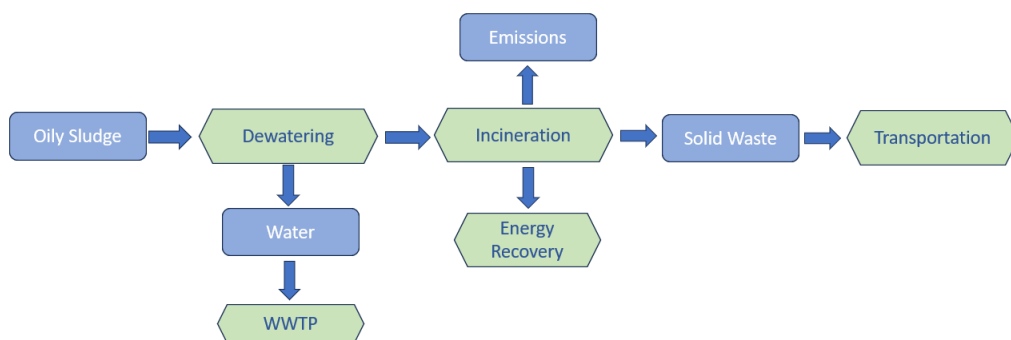 Emissions
Oily Sludge
Dewatering
Incineration
Solid Waste
Transportation
Water
Energy
Recovery
WWTP